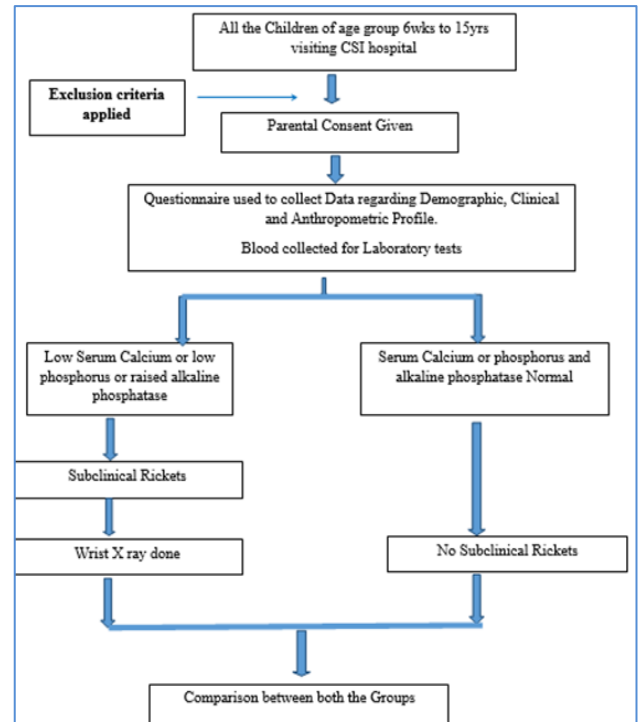 All the Children of age group 6wks to 15yrs
visiting CSI hospital
Exclusion criteria
applied
Parental Consent Given
Questionnaire used to collect Data regarding Demographic, Clinical
and Anthropometric Profile.
Blood collected for Laboratory tests
Low Serum Calcium or low
phosphorus or raised alkaline
phosphatase
Serum Calcium or phosphorus and
alkaline phosphatase Normal
Subclinical Rickets
Wrist X ray done
No Subclinical Rickets
Comparison between both the Groups